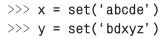 >>> x = set(‘abcde’)
>>> y = set(‘bdxyz’)